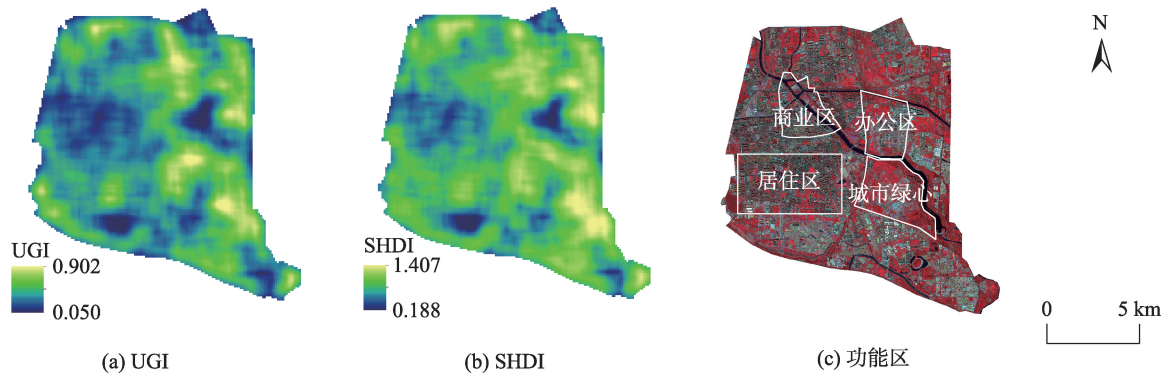 UGI
0.902
0.050
(a) UGI
SHDI
1.407
0.188
(b) SHDI
商业区
办公区
居住区
城市绿心
(c) 功能区
N
0
5 km